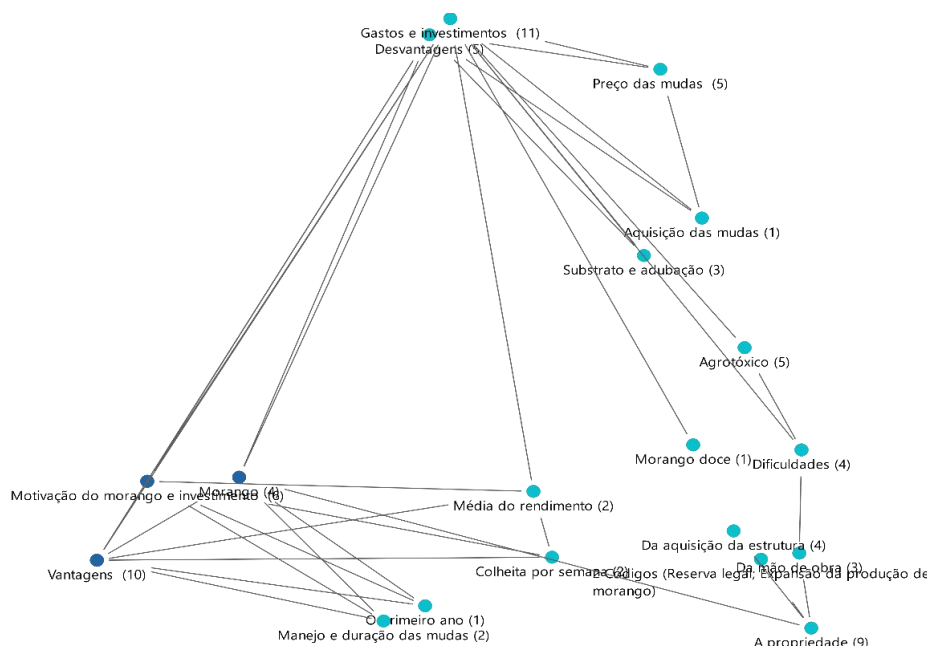 Gastos e investimentos (11)
Desvantagens (5)
Preço das mudas (5)
Aquisição das mudas (1)
Substrato e adubação (3)
Agrotóxico (5)
Morango doce (1)
Dificuldades (4)
Motivação do morango e investimento (6)
Morango (4)
Média do rendimento (2)
Da aquisição da estrutura (4)
Da mão de obra (3)
Vantagens (10)
Colheita por semana (2)
2 Códigos (Reserva legal; Expansão da produção de
morango)
O primeiro ano (1)
Manejo e duração das mudas (2)
A propriedade (9)